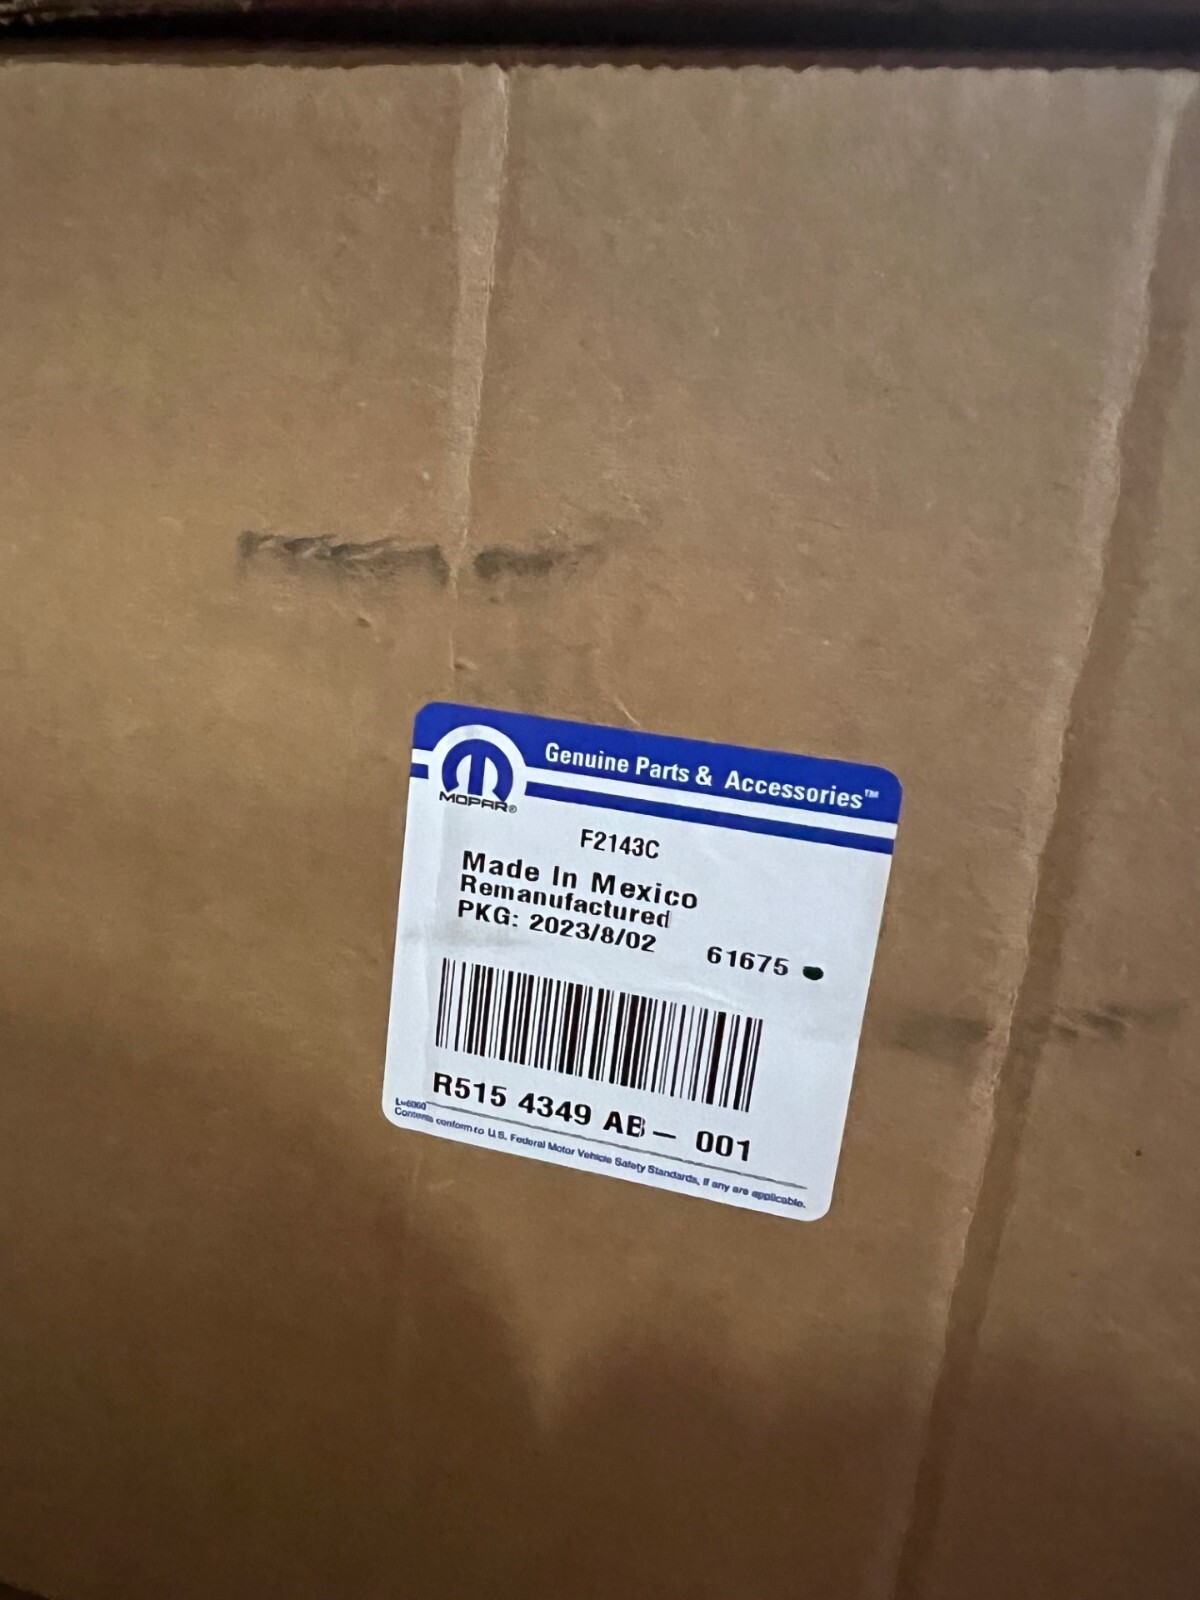 Genuine Parts & Accessories™
MOPAR®
F2143C
Made In Mexico
Remanufactured
PKG: 2023/8/02 61675
R515 4349 AB– 001
L-6060
Contents conform to U.S. Federal Motor Vehicle Safety Standards, if any are applicable.